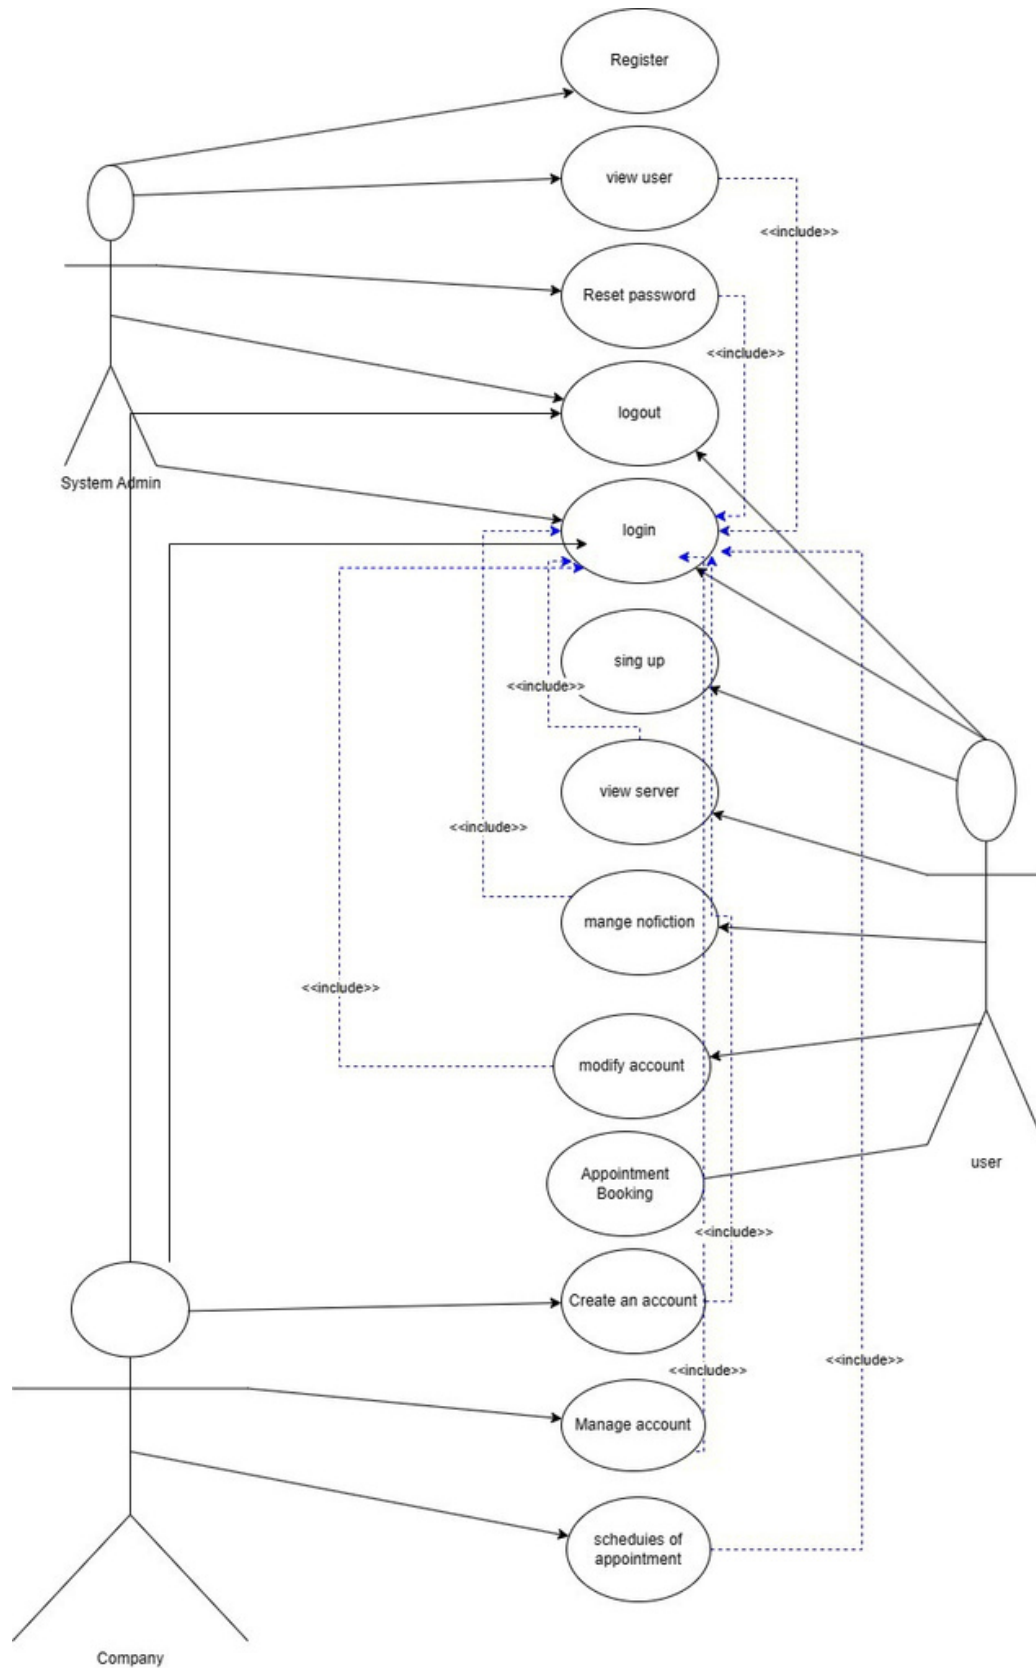 Register
view user
<<include>>
Reset password
<<include>>
logout
System Admin
login
sing up
<<include>>
view server
<<include>>
mange nofiction
<<include>>
modify account
user
Appointment
Booking
<<include>>
Create an account
<<include>>
<<include>>
Manage account
scheduies of
appointment
Company